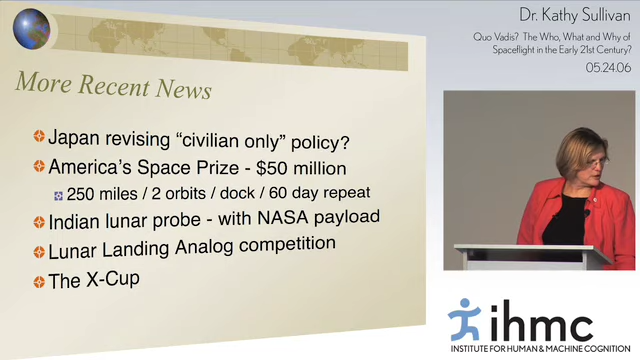 Dr. Kathy Sullivan
Quo Vadis? The Who, What and Why of
Spaceflight in the Early 21st Century?
05.24.06
More Recent News
Japan revising “civilian only” policy?
America's Space Prize - $50 million
250 miles / 2 orbits / dock / 60 day repeat
Indian lunar probe - with NASA payload
Lunar Landing Analog competition
The X-Cup
ihmc
INSTITUTE FOR HUMAN & MACHINE COGNITION